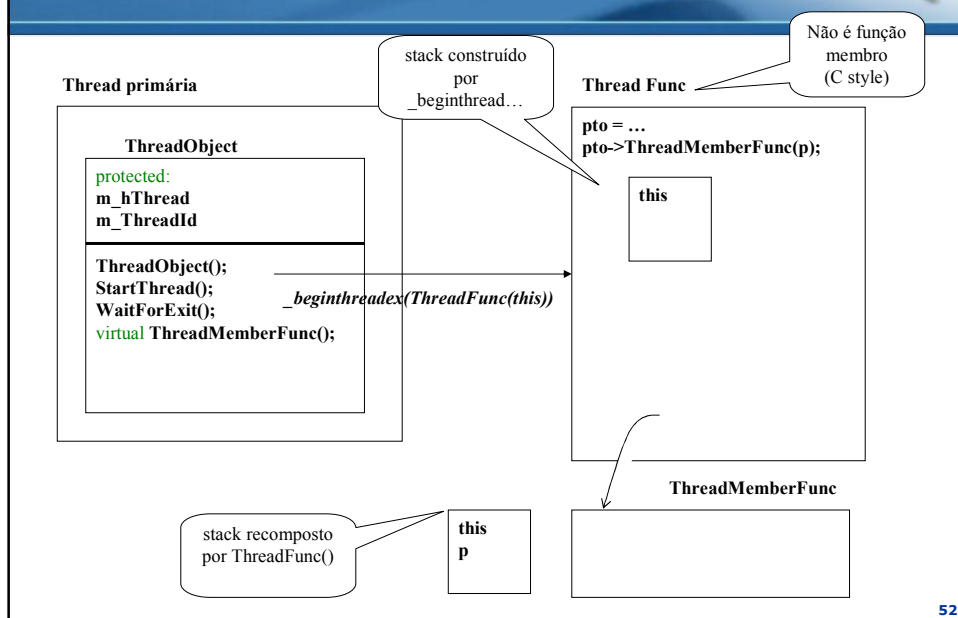 Não é função
membro
(C style)
stack construído
por
_beginthread…
Thread primária
Thread Func
ThreadObject
protected:
m_hThread
m_ThreadId
ThreadObject();
StartThread();
WaitForExit();
virtual ThreadMemberFunc();
_beginthreadex(ThreadFunc(this))
pto = …
pto->ThreadMemberFunc(p);
this
ThreadMemberFunc
stack recomposto
por ThreadFunc()
this
p
52